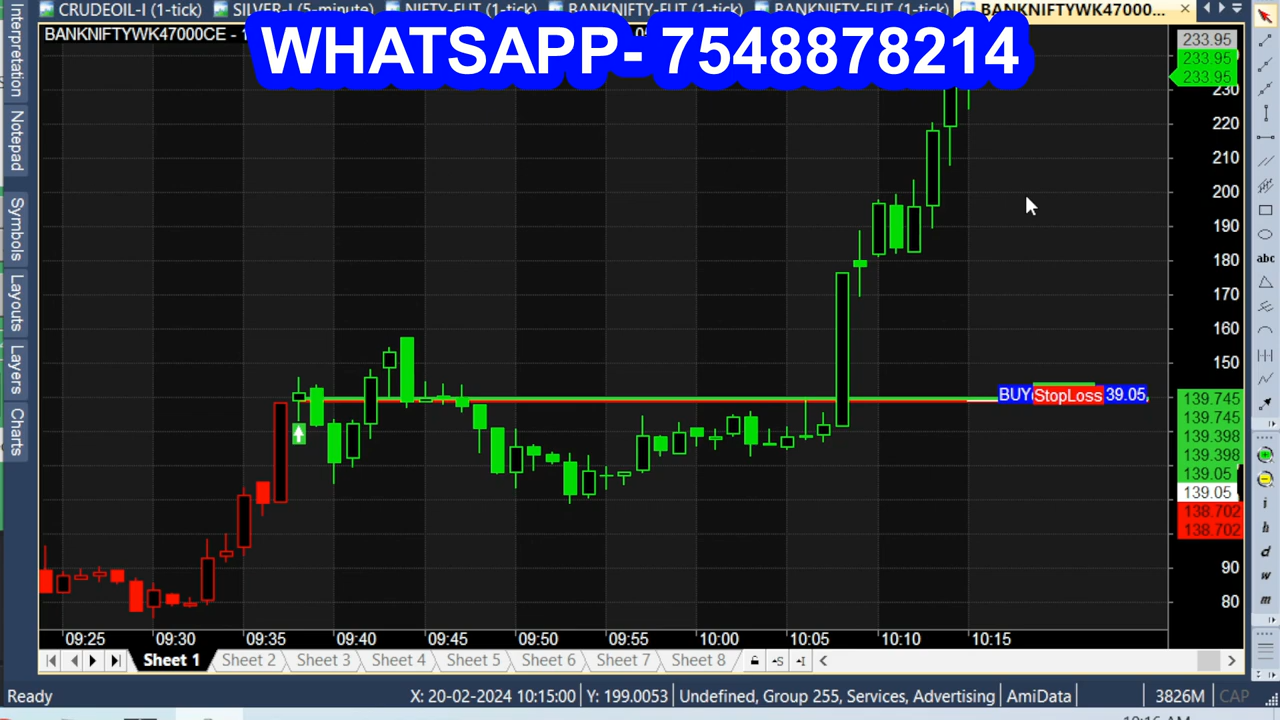 CRUDEOIL-I (1-tick) SILVER-I (5-minute) NIFTY-FUT (1-tick) BANKNIFTY-FUT (1-tick) BANKNIFTY-FUT (1-tick) BANKNIFTYWK47000...
BANKNIFTYWK47000CE -
WHATSAPP- 7548878214
Interpretation
Notepad
Symbols
Layouts
Layers
Charts
233.95
233.95
233.95
230
220
210
200
190
180
170
160
150
BUY StopLoss 39.05
139.745
139.745
139.398
139.398
139.05
139.05
138.702
138.702
90
80
abc
i
h
d
w
m
09:25 09:30 09:35 09:40 09:45 09:50 09:55 10:00 10:05 10:10 10:15
Sheet 1 Sheet 2 Sheet 3 Sheet 4 Sheet 5 Sheet 6 Sheet 7 Sheet 8
Ready X: 20-02-2024 10:15:00 Y: 199.0053 Undefined, Group 255, Services, Advertising AmiData 3826M CAP